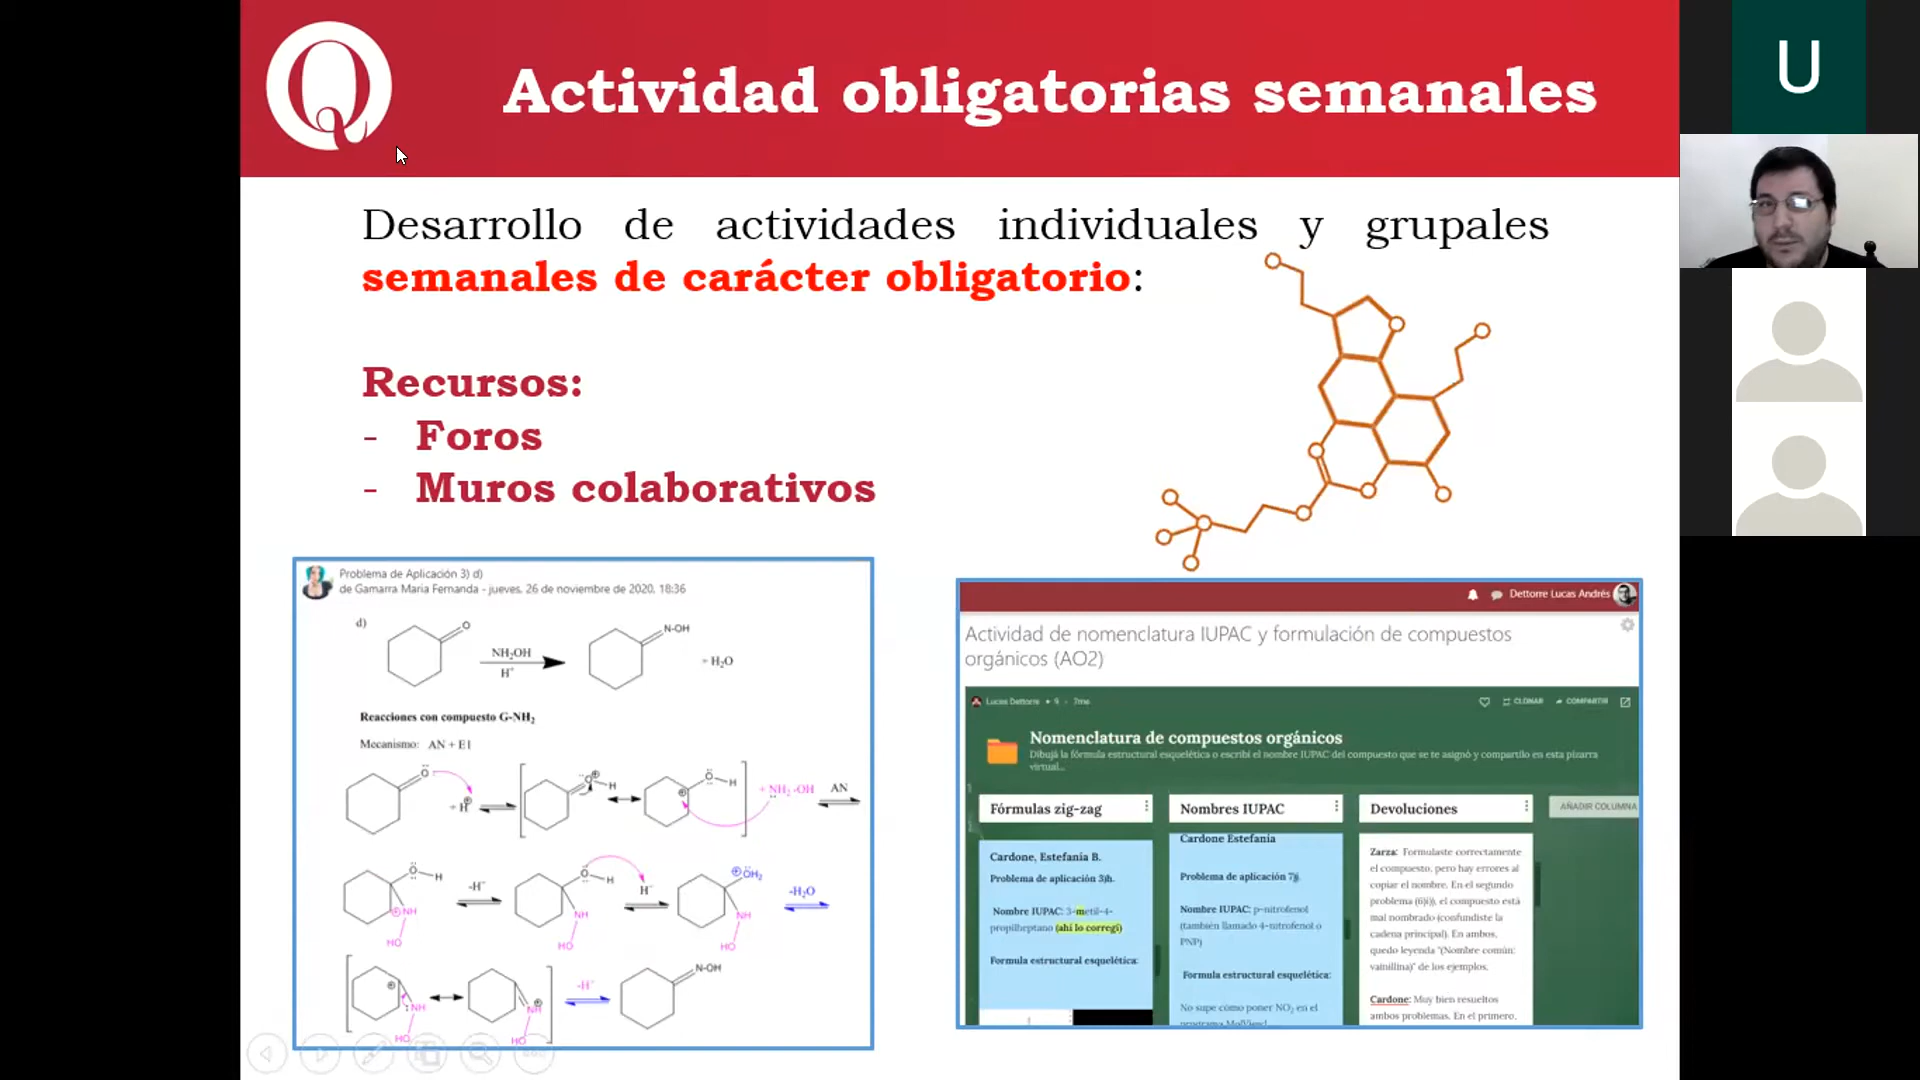 Actividad obligatorias semanales
U
Desarrollo de actividades individuales y grupales
semanales de carácter obligatorio:
Recursos:
- Foros
- Muros colaborativos
Problema de Aplicación 3) d)
de Gamarra Maria Fernanda - jueves, 26 de noviembre de 2020, 18:36
d)
O
NH₂OH
H⁺
N-OH
+ H₂O
Reacciones con compuesto G-NH₂
Mecanismo: AN + E1
+ NH₂ -OH
AN
-H⁺
-H₂O
N-OH
Dettorre Lucas Andrés
Actividad de nomenclatura IUPAC y formulación de compuestos
orgánicos (AO2)
Lucas Dettorre + 9 · 7me
CLONAR
COMPARTIR
Nomenclatura de compuestos orgánicos
Dibujá la fórmula estructural esquelética o escribí el nombre IUPAC del compuesto que se te asignó y compartilo en esta pizarra
virtual...
Fórmulas zig-zag
Nombres IUPAC
Devoluciones
AÑADIR COLUMNA
Cardone, Estefanía B.
Problema de aplicación 3)h.
Nombre IUPAC: 3-metil-4-
propilheptano (ahí lo corregí)
Formula estructural esquelética:
Cardone Estefanía
Problema de aplicación 7)j.
Nombre IUPAC: p-nitrofenol
(también llamado 4-nitrofenol o
PNP)
Formula estructural esquelética:
No supe cómo poner NO₂ en el
programa MolView!
Zarza: Formulaste correctamente
el compuesto, pero hay errores al
copiar el nombre. En el segundo
problema (6)i), el compuesto está
mal nombrado (confundiste la
cadena principal). En ambos,
quedo leyenda "(Nombre común:
vainillina)" de los ejemplos.
Cardone: Muy bien resueltos
ambos problemas. En el primero,